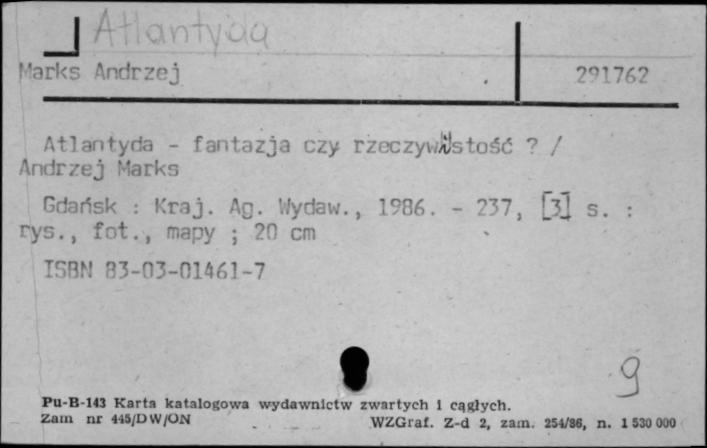 Atlantyda
Marks Andrzej
291762
Atlantyda - fantazja czy rzeczywistość ? /
Andrzej Marks
Gdańsk : Kraj. Ag. Wydaw., 1986. - 237, [3] s. :
rys., fot., mapy ; 20 cm
ISBN 83-03-01461-7
9
Pu-B-143 Karta katalogowa wydawnictw zwartych i ciągłych.
Zam nr 445/DW/ON WZGraf. Z-d 2, zam. 254/86, n. 1 530 000